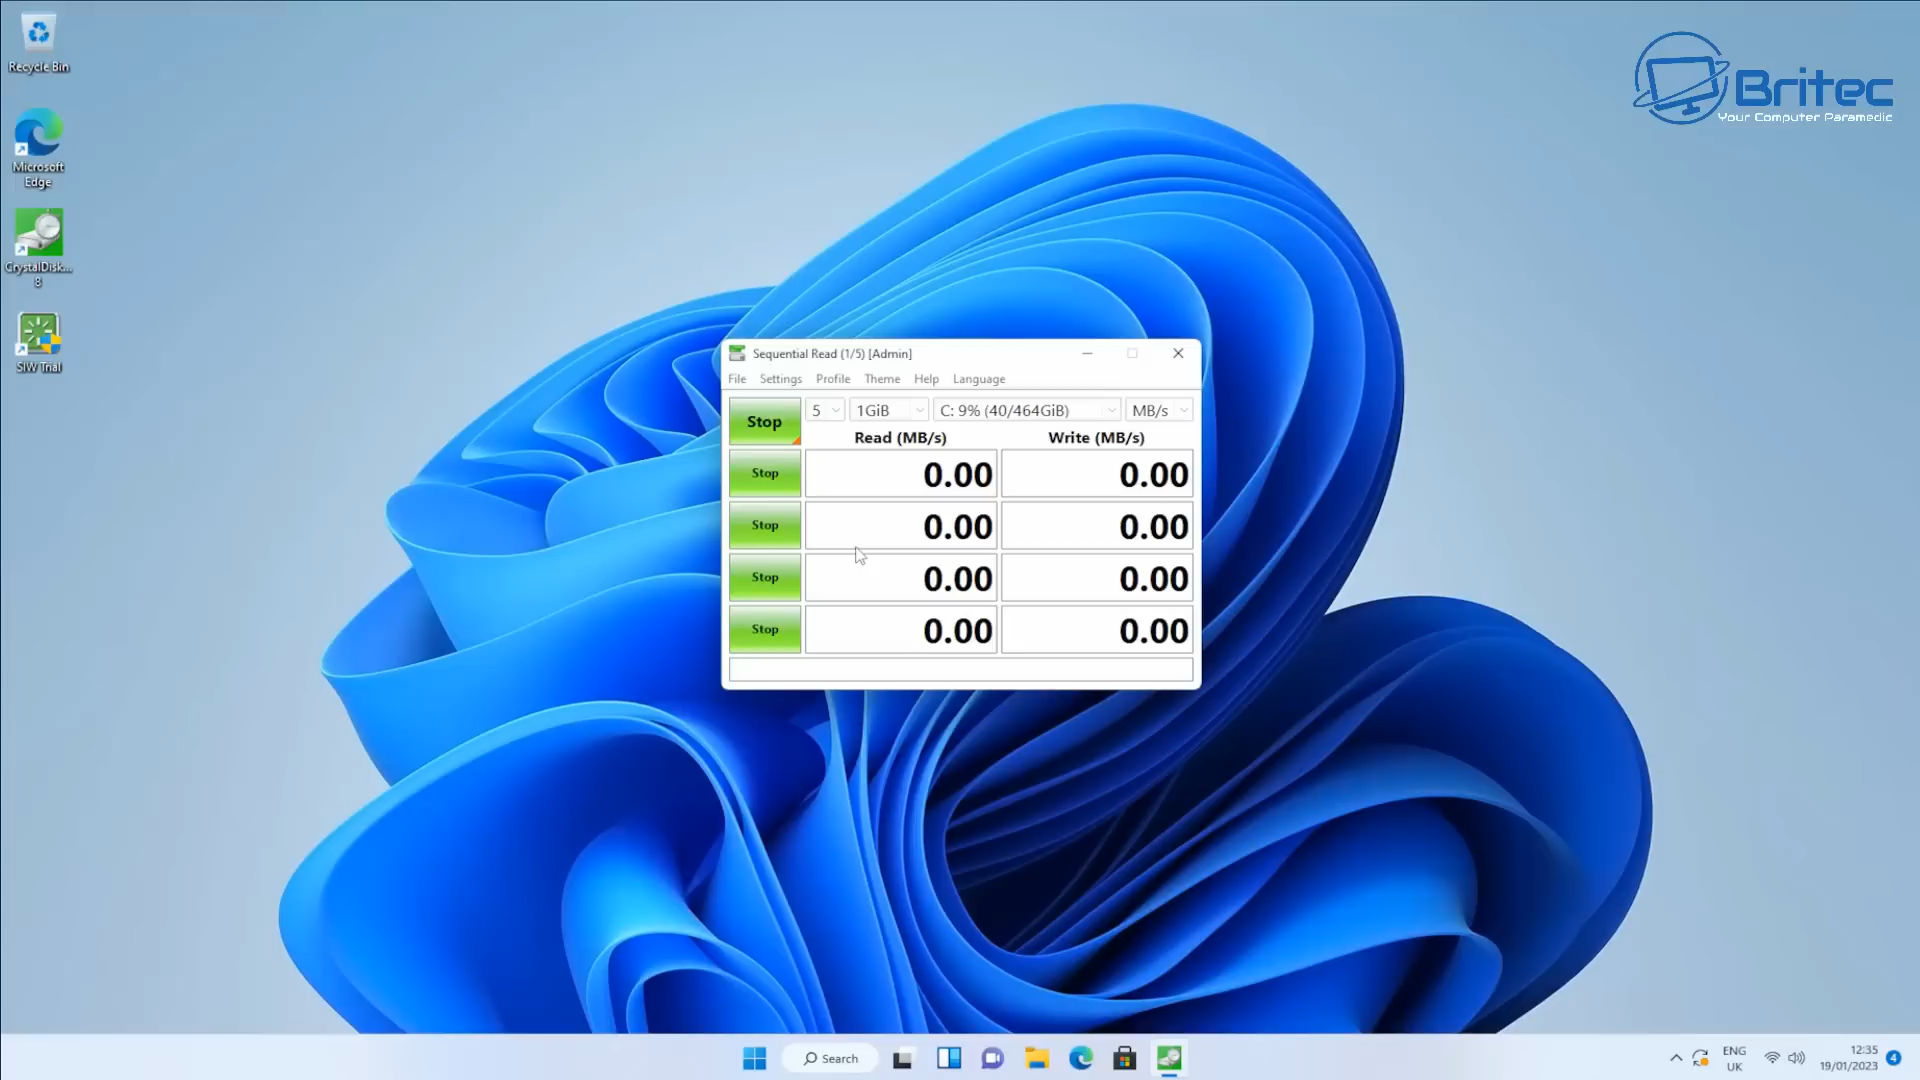 Recycle Bin
Microsoft
Edge
CrystalDisk...
8
SIW Trial
Britec
Your Computer Paramedic
Sequential Read (1/5) [Admin]
File Settings Profile Theme Help Language
Stop 5 1GiB C: 9% (40/464GiB) MB/s
Read (MB/s) Write (MB/s)
Stop 0.00 0.00
Stop 0.00 0.00
Stop 0.00 0.00
Stop 0.00 0.00
Search
ENG
UK
12:35
19/01/2023
4